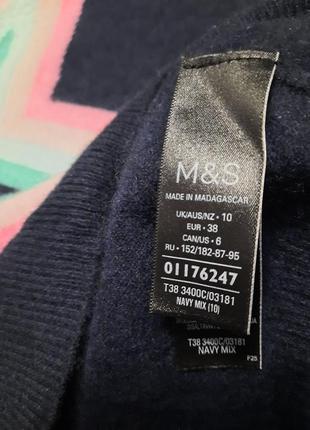 M&S
MADE IN MADAGASCAR
UK/AUS/NZ • 10
EUR • 38
CAN/US • 6
RU • 152/182-87-95
01176247
T38 3400C/03181
NAVY MIX (10)
T38 3400C/03181
NAVY MIX
F25